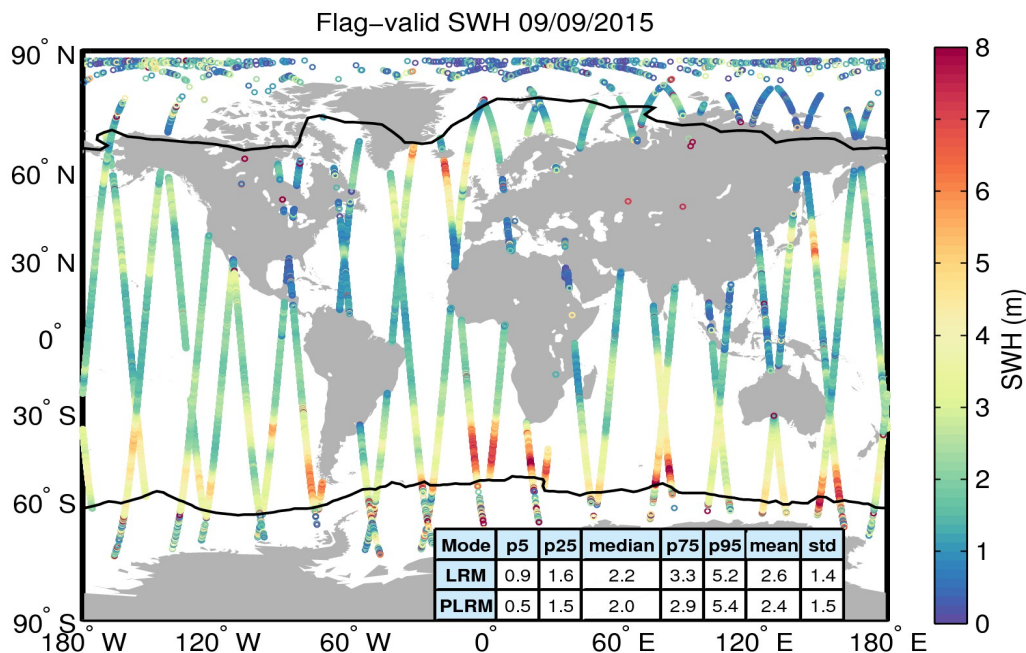 Flag−valid SWH 09/09/2015
90° N
60° N
30° N
0°
30° S
60° S
90° S
180° W
120° W
60° W
0°
60° E
120° E
180° E
Mode p5 p25 median p75 p95 mean std
LRM 0.9 1.6 2.2 3.3 5.2 2.6 1.4
PLRM 0.5 1.5 2.0 2.9 5.4 2.4 1.5
8
7
6
5
4
3
2
1
0
SWH (m)